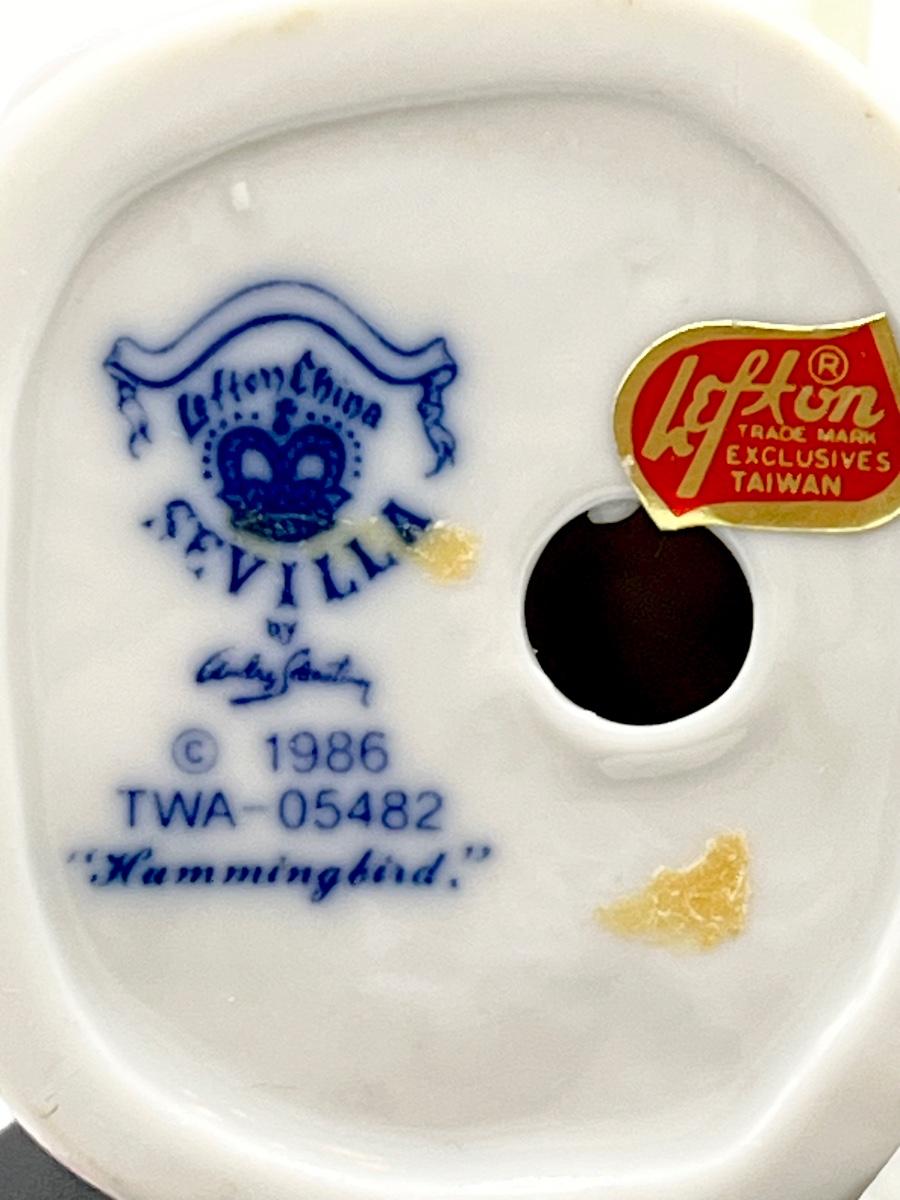 Lefton China
SEVILLA
by
© 1986
TWA-05482
"Hummingbird."
Lefton®
TRADE MARK
EXCLUSIVES
TAIWAN